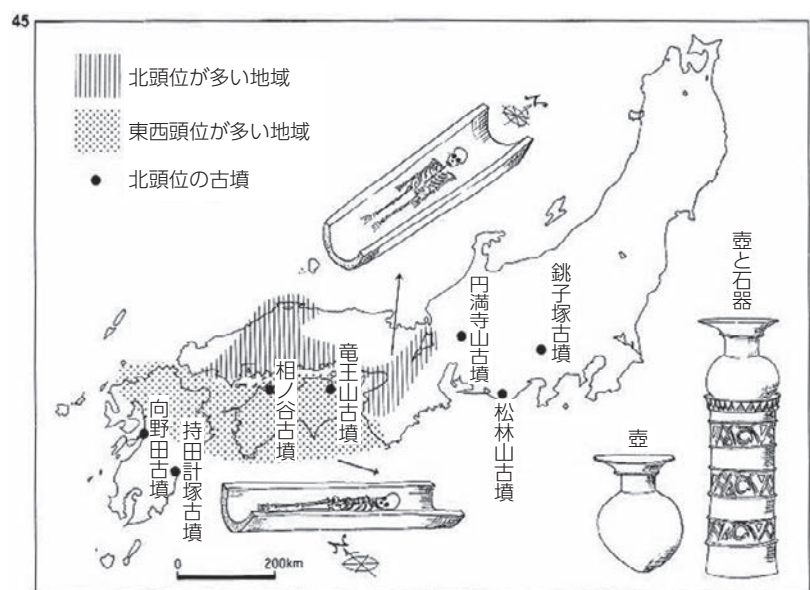 45
北頭位が多い地域
東西頭位が多い地域
北頭位の古墳
壺と石器
銚子塚古墳
円満寺山古墳
竜王山古墳
相ノ谷古墳
松林山古墳
向野田古墳
持田計塚古墳
壺
0 200km